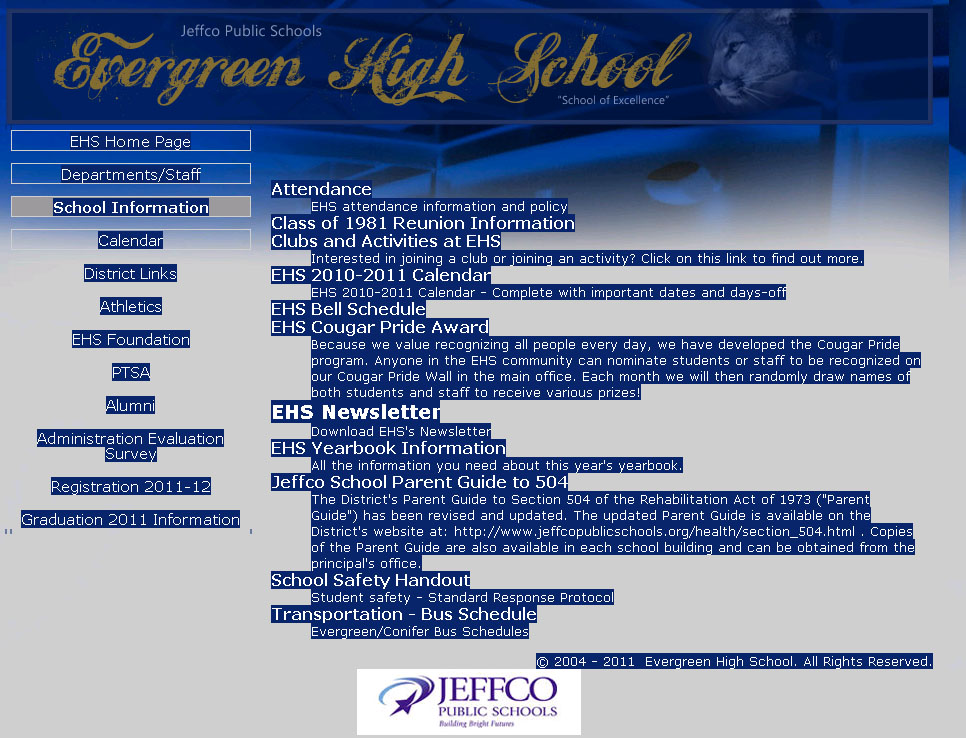 Jeffco Public Schools
Evergreen High School
"School of Excellence"
EHS Home Page
Departments/Staff
School Information
Calendar
District Links
Athletics
EHS Foundation
PTSA
Alumni
Administration Evaluation
Survey
Registration 2011-12
Graduation 2011 Information
Attendance
EHS attendance information and policy
Class of 1981 Reunion Information
Clubs and Activities at EHS
Interested in joining a club or joining an activity? Click on this link to find out more.
EHS 2010-2011 Calendar
EHS 2010-2011 Calendar - Complete with important dates and days-off
EHS Bell Schedule
EHS Cougar Pride Award
Because we value recognizing all people every day, we have developed the Cougar Pride
program. Anyone in the EHS community can nominate students or staff to be recognized on
our Cougar Pride Wall in the main office. Each month we will then randomly draw names of
both students and staff to receive various prizes!
EHS Newsletter
Download EHS's Newsletter
EHS Yearbook Information
All the information you need about this year's yearbook.
Jeffco School Parent Guide to 504
The District's Parent Guide to Section 504 of the Rehabilitation Act of 1973 ("Parent
Guide") has been revised and updated. The updated Parent Guide is available on the
District's website at: http://www.jeffcopublicschools.org/health/section_504.html . Copies
of the Parent Guide are also available in each school building and can be obtained from the
principal's office.
School Safety Handout
Student safety - Standard Response Protocol
Transportation - Bus Schedule
Evergreen/Conifer Bus Schedules
© 2004 - 2011 Evergreen High School. All Rights Reserved.
JEFFCO
PUBLIC SCHOOLS
Building Bright Futures